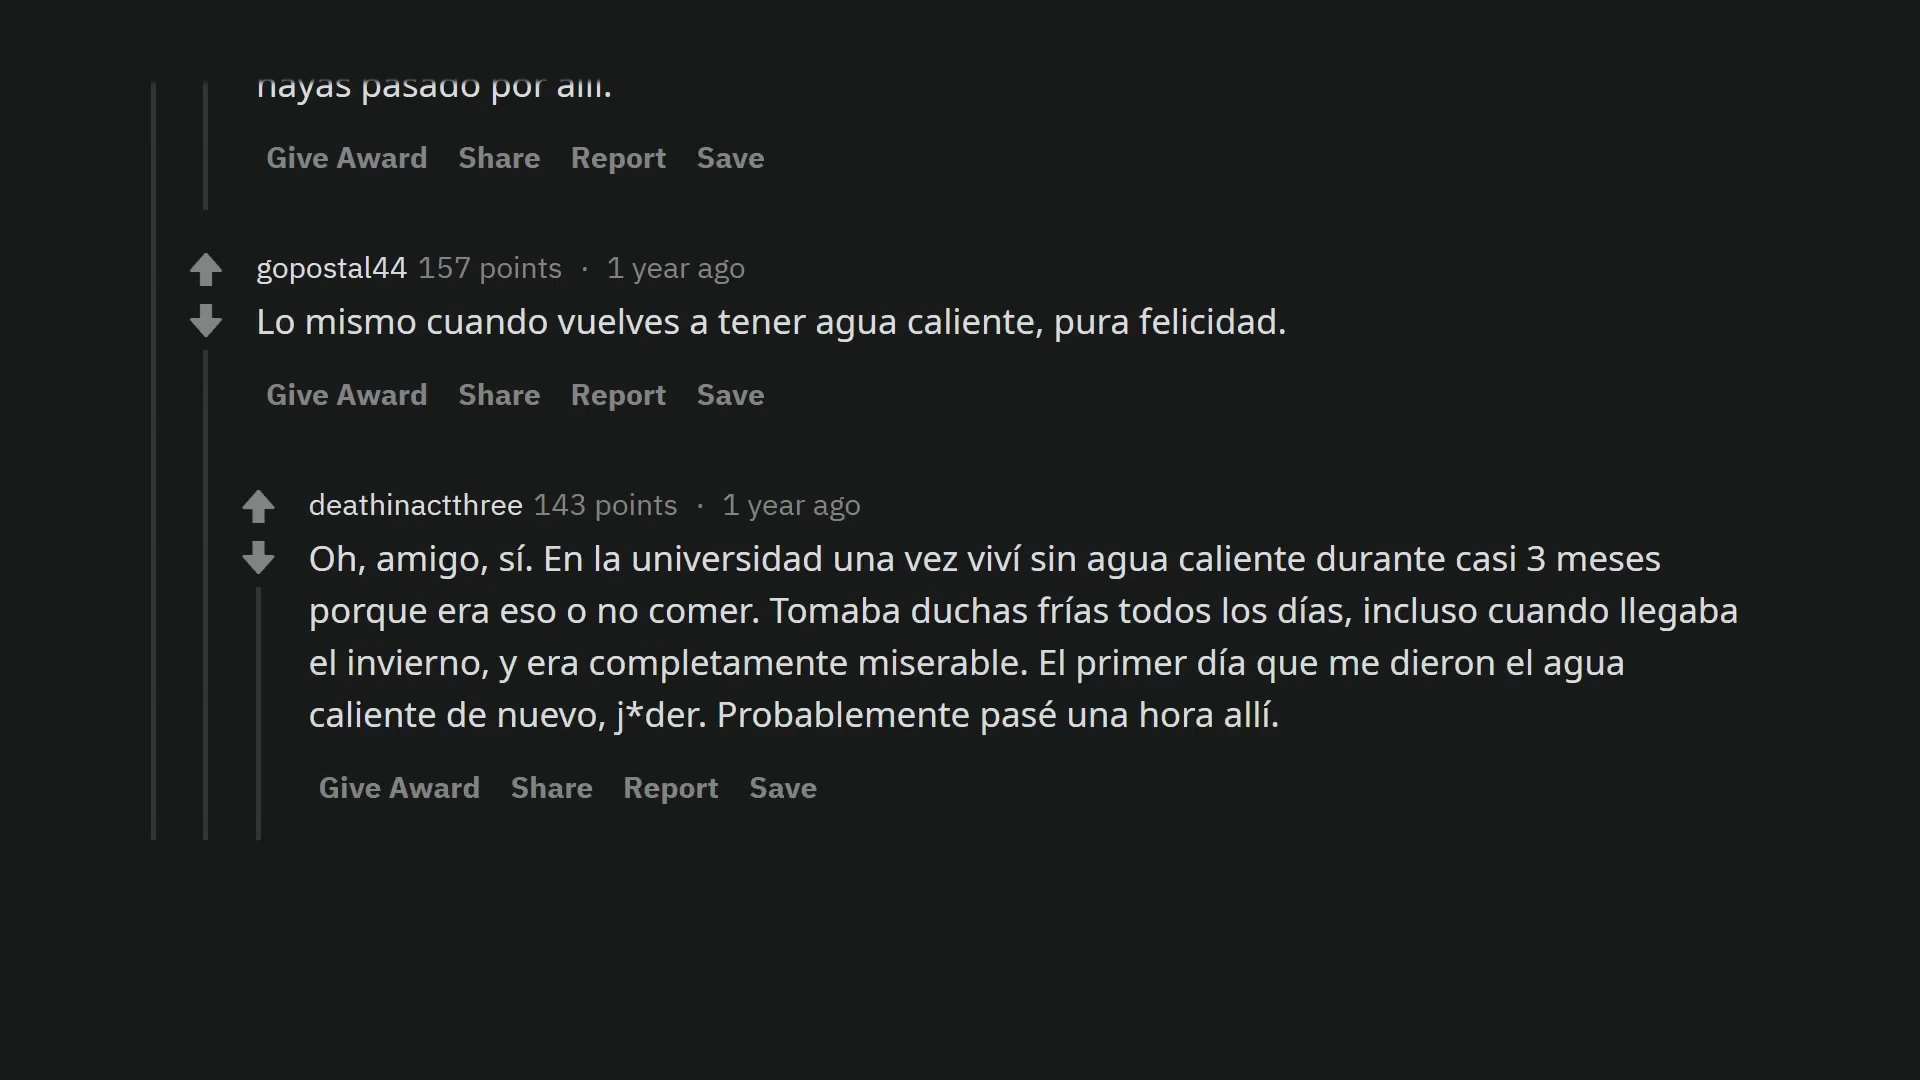 hayas pasado por allí.
Give Award Share Report Save
gopostal44 157 points · 1 year ago
Lo mismo cuando vuelves a tener agua caliente, pura felicidad.
Give Award Share Report Save
deathinactthree 143 points · 1 year ago
Oh, amigo, sí. En la universidad una vez viví sin agua caliente durante casi 3 meses
porque era eso o no comer. Tomaba duchas frías todos los días, incluso cuando llegaba
el invierno, y era completamente miserable. El primer día que me dieron el agua
caliente de nuevo, j*der. Probablemente pasé una hora allí.
Give Award Share Report Save